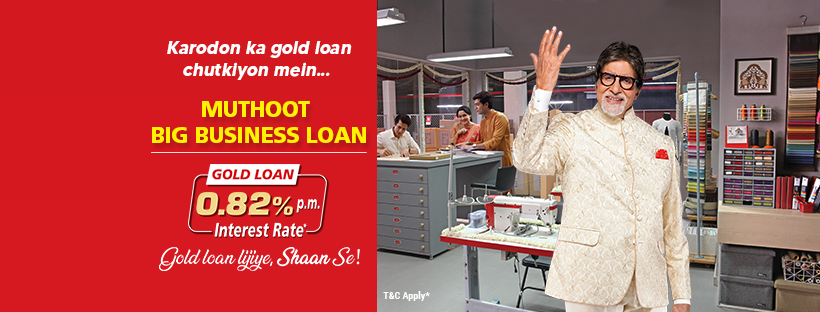 Karodon ka gold loan
chutkiyon mein...
MUTHOOT
BIG BUSINESS LOAN
GOLD LOAN
0.82% p.m.
Interest Rate*
Gold loan lijiye, Shaan Se!
T&C Apply*